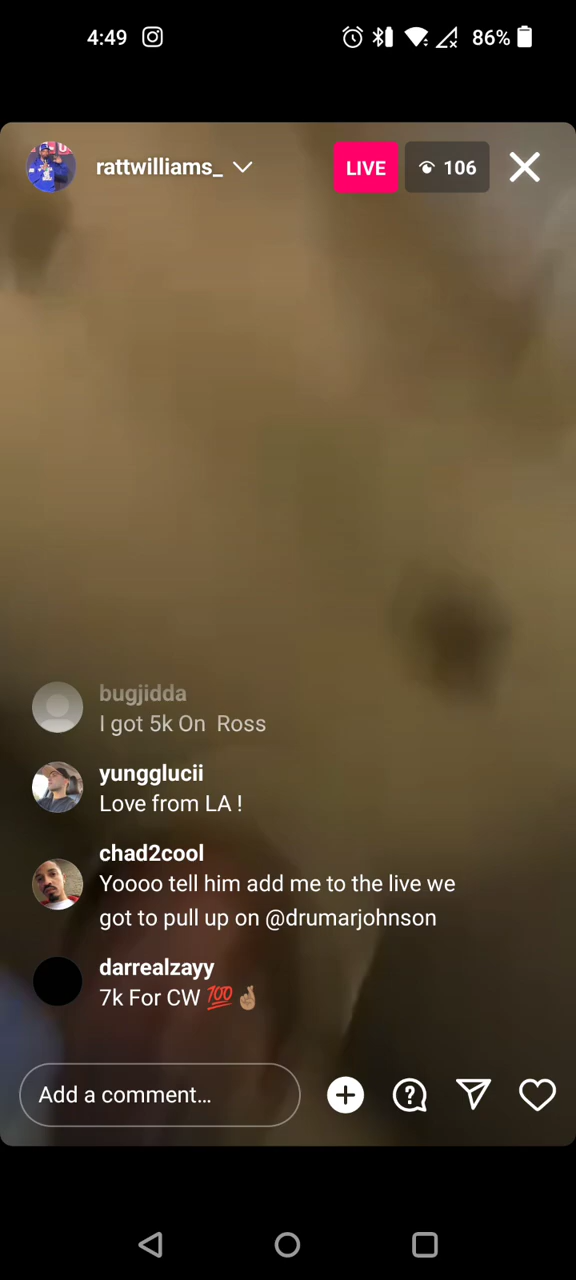 4:49
86%
rattwilliams_
LIVE
106
bugjidda
I got 5k On Ross
yungglucii
Love from LA !
chad2cool
Yoooo tell him add me to the live we
got to pull up on @drumarjohnson
darrealzayy
7k For CW 💯🤞🏽
Add a comment...